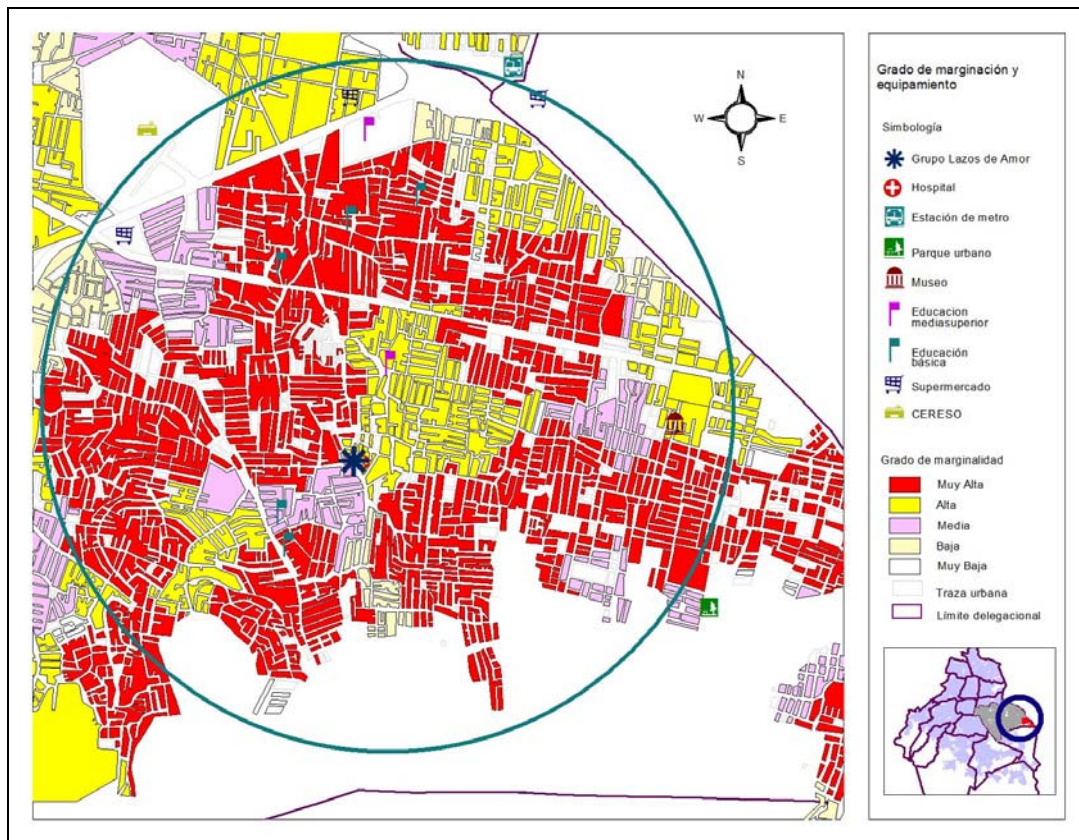 N
W
E
S
Grado de marginación y
equipamiento
Simbología
Grupo Lazos de Amor
Hospital
Estación de metro
Parque urbano
Museo
Educacion
mediasuperior
Educación
básica
Supermercado
CERESO
Grado de marginalidad
Muy Alta
Alta
Media
Baja
Muy Baja
Traza urbana
Límite delegacional